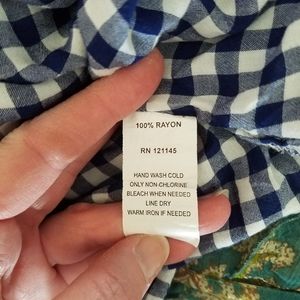 100% RAYON
RN 121145
HAND WASH COLD
ONLY NON-CHLORINE
BLEACH WHEN NEEDED
LINE DRY
WARM IRON IF NEEDED